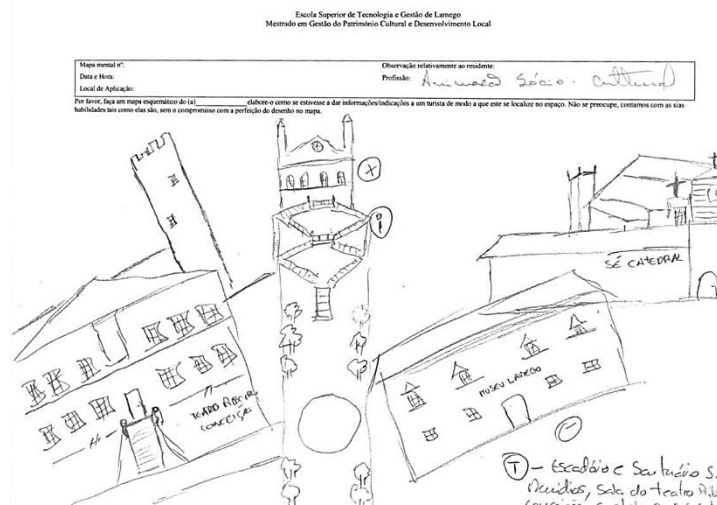 Escola Superior de Tecnologia e Gestão de Lamego
Mestrado em Gestão do Património Cultural e Desenvolvimento Local
Mapa mental nº:
Data e Hora:
Local de Aplicação:
Observação relativamente ao residente:
Profissão: Sócio - Cultural
Por favor, faça um mapa esquemático do (a)____________elabore-o como se estivesse a dar informações/indicações a um turista de modo a que este se localize no espaço. Não se preocupe, contamos com as suas
habilidades tais como elas são, sem o compromisso com a perfeição do desenho no mapa.
+
i
SÉ CATEDRAL
MUSEU LAMEGO
TEATRO RIBEIRO
CONCEIÇÃO
-
T - Escadório e Santuário S.
Remédios, Sala do teatro Rib